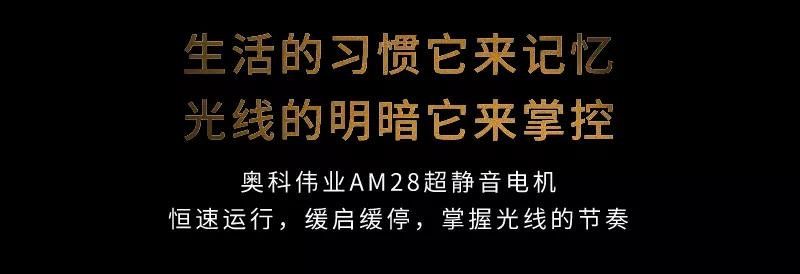 生活的习惯它来记忆
光线的明暗它来掌控
奥科伟业AM28超静音电机
恒速运行，缓启缓停，掌握光线的节奏